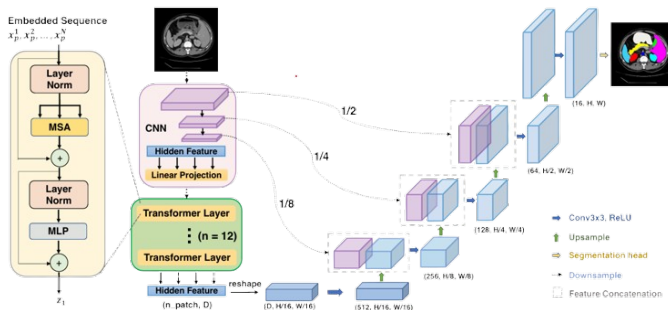 Embedded Sequence
x_p^1, x_p^2, ..., x_p^N
Layer
Norm
MSA
+
Layer
Norm
MLP
+
z_1
CNN
Hidden Feature
Linear Projection
Transformer Layer
(n = 12)
Transformer Layer
Hidden Feature
(n_patch, D)
reshape
(D, H/16, W/16)
(512, H/16, W/16)
1/2
1/4
1/8
(256, H/8, W/8)
(128, H/4, W/4)
(64, H/2, W/2)
(16, H, W)
Conv3x3, ReLU
Upsample
Segmentation head
Downsample
Feature Concatenation